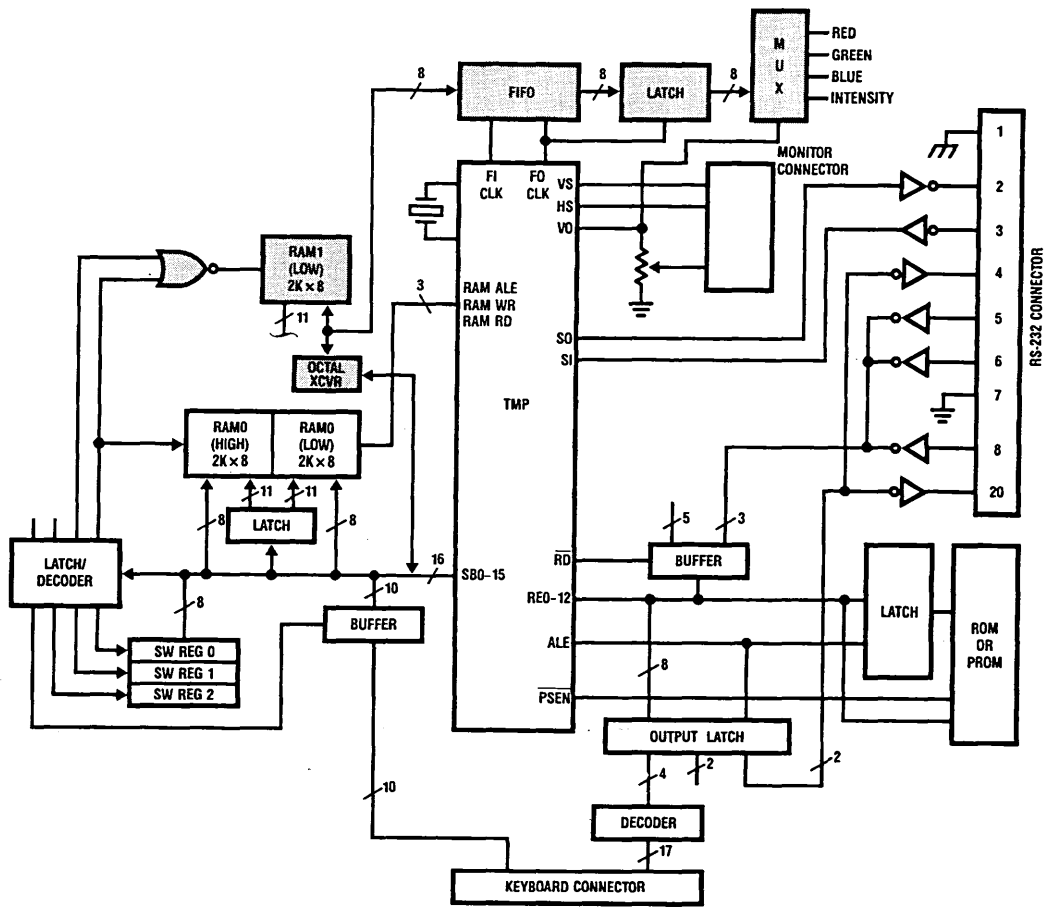 8
FIFO
8
LATCH
8
MUX
RED
GREEN
BLUE
INTENSITY
FI CLK
FO CLK
MONITOR CONNECTOR
VS
HS
VO
RAM1
(LOW)
2K × 8
11
3
RAM ALE
RAM WR
RAM RD
OCTAL
XCVR
TMP
SO
SI
RAM0
(HIGH)
2K × 8
RAM0
(LOW)
2K × 8
11
11
8
LATCH
8
LATCH/
DECODER
16
SB0-15
8
10
BUFFER
SW REG 0
SW REG 1
SW REG 2
10
5
3
RD
BUFFER
RE0-12
ALE
8
PSEN
LATCH
ROM
OR
PROM
OUTPUT LATCH
4
2
2
DECODER
17
KEYBOARD CONNECTOR
1
2
3
4
5
6
7
8
20
RS-232 CONNECTOR